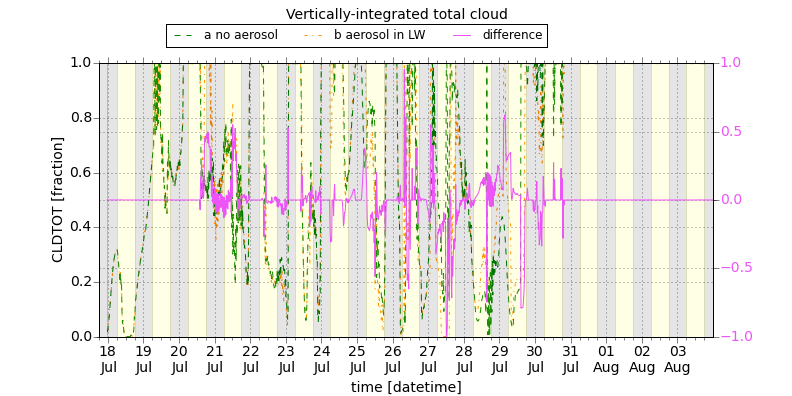 Vertically-integrated total cloud
a no aerosol b aerosol in LW difference
1.0 1.0
0.8 0.5
0.6 0.0
0.4 −0.5
0.2 −1.0
0.0
CLDTOT [fraction]
18 19 20 21 22 23 24 25 26 27 28 29 30 31 01 02 03
Jul Jul Jul Jul Jul Jul Jul Jul Jul Jul Jul Jul Jul Jul Aug Aug Aug
time [datetime]